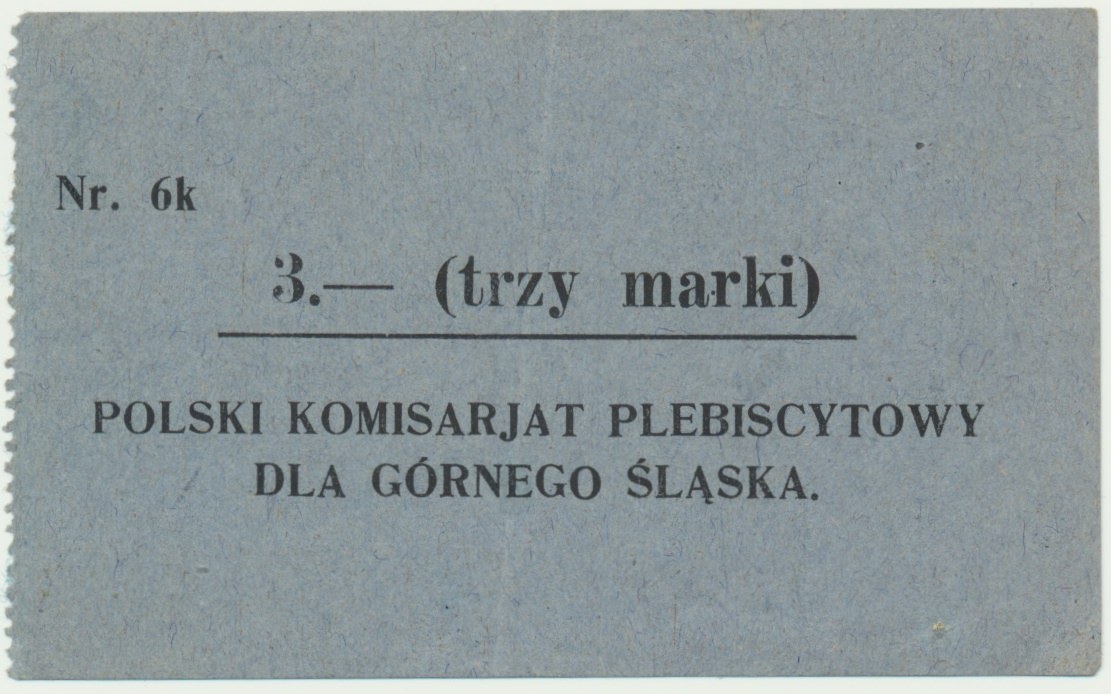 Nr. 6k
3.— (trzy marki)
POLSKI KOMISARJAT PLEBISCYTOWY
DLA GÓRNEGO ŚLĄSKA.